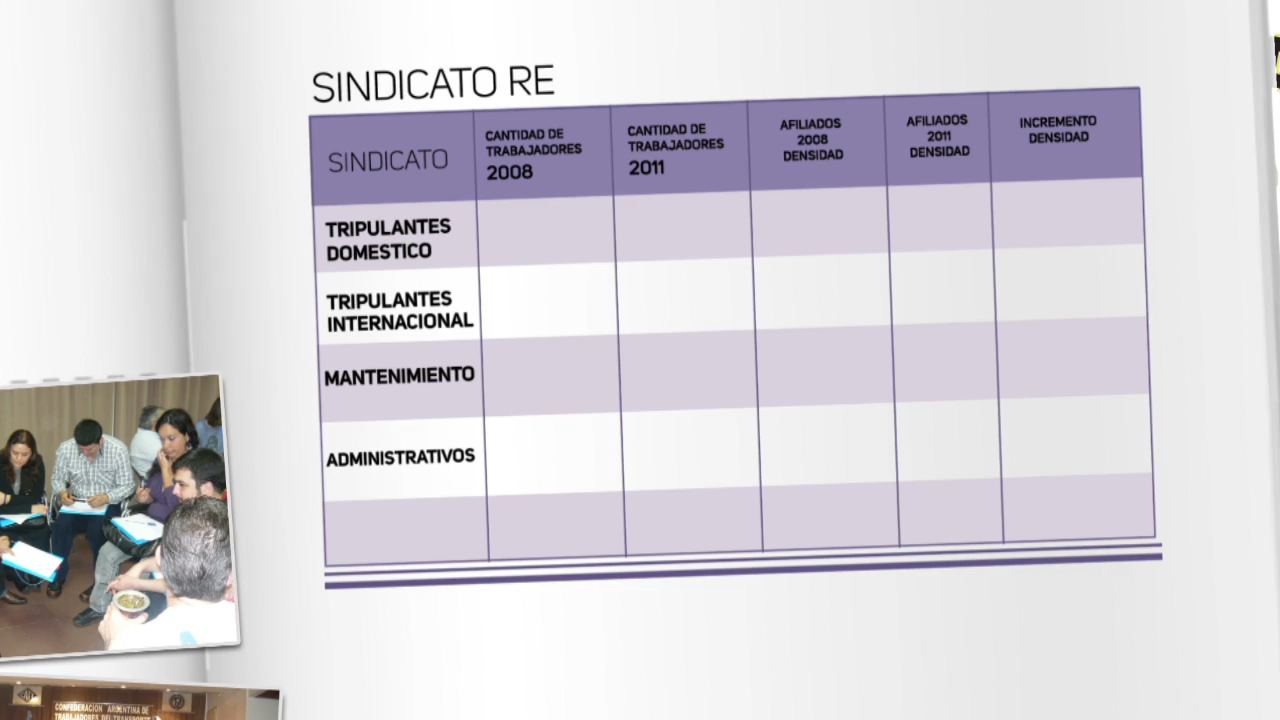 SINDICATO RE
SINDICATO
CANTIDAD DE
TRABAJADORES
2008
CANTIDAD DE
TRABAJADORES
2011
AFILIADOS
2008
DENSIDAD
AFILIADOS
2011
DENSIDAD
INCREMENTO
DENSIDAD
TRIPULANTES
DOMESTICO
TRIPULANTES
INTERNACIONAL
MANTENIMIENTO
ADMINISTRATIVOS
CONFEDERACION ARGENTINA DE
TRABAJADORES DEL TRANSPORTE